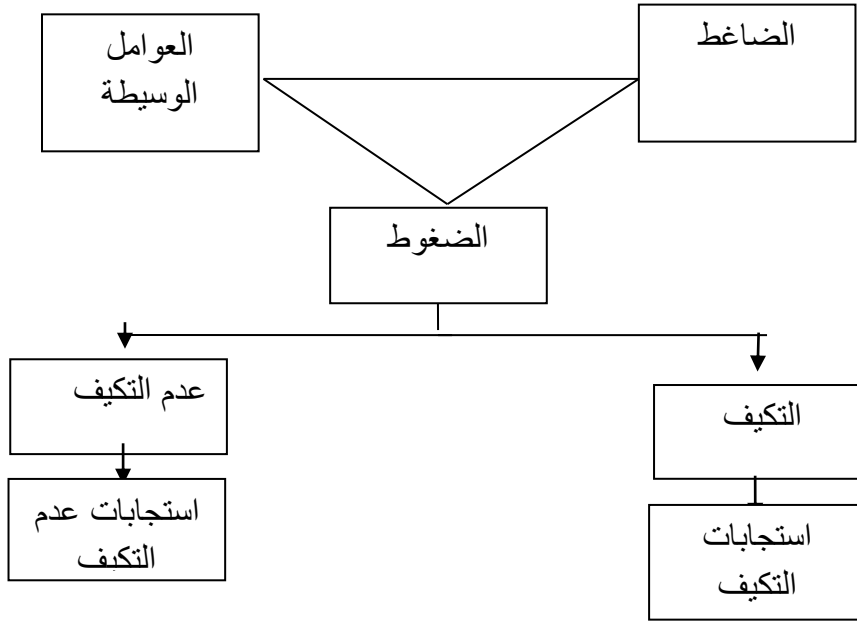 الضاغط
العوامل
الوسيطة
الضغوط
عدم التكيف
التكيف
استجابات عدم
التكيف
استجابات
التكيف